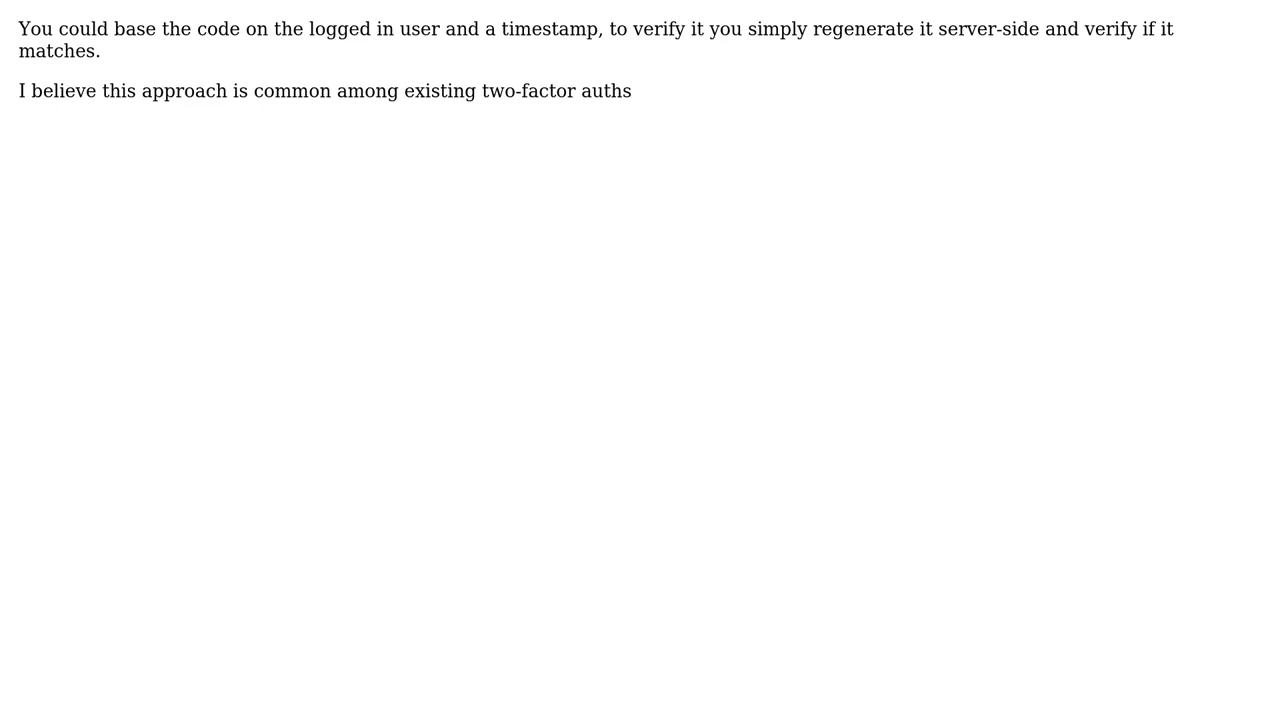 You could base the code on the logged in user and a timestamp, to verify it you simply regenerate it server-side and verify if it
matches.
I believe this approach is common among existing two-factor auths